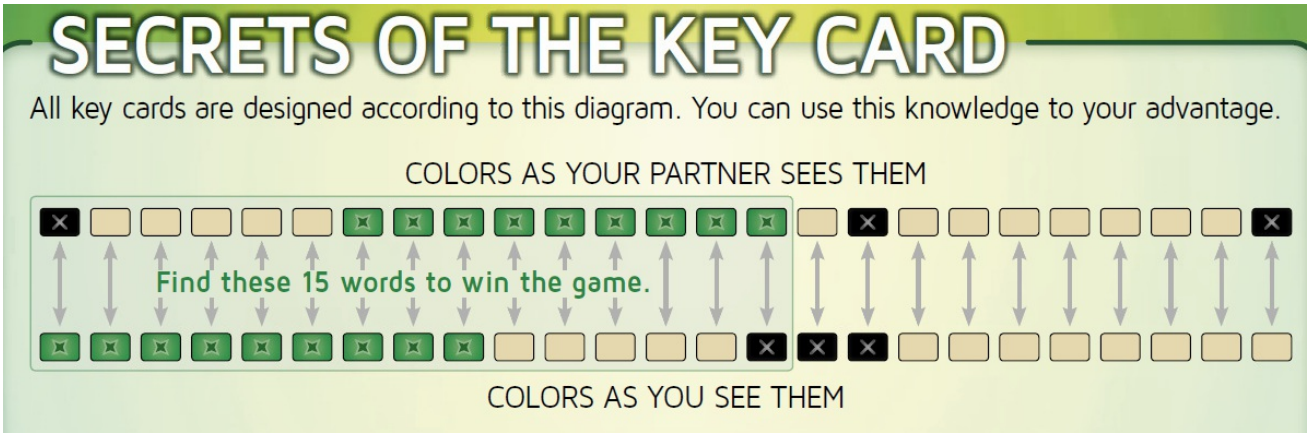 SECRETS OF THE KEY CARD
All key cards are designed according to this diagram. You can use this knowledge to your advantage.
COLORS AS YOUR PARTNER SEES THEM
Find these 15 words to win the game.
COLORS AS YOU SEE THEM